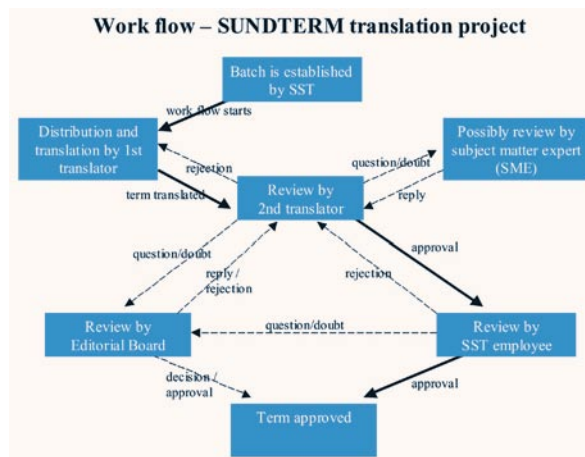 Work flow – SUNDTERM translation project
Batch is established
by SST
work flow starts
Distribution and
translation by 1st
translator
Possibly review by
subject matter expert
(SME)
rejection
question/doubt
term translated
Review by
2nd translator
reply
question/doubt
approval
reply /
rejection
rejection
Review by
Editorial Board
question/doubt
Review by
SST employee
decision /
approval
approval
Term approved